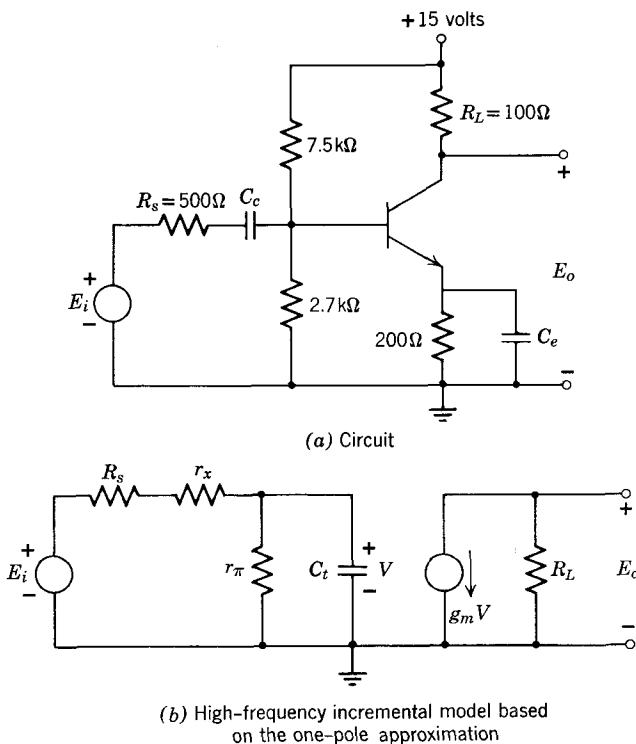 +15 volts
R_L=100Ω
+
7.5kΩ
R_s=500Ω
C_c
+
E_i
−
2.7kΩ
E_o
200Ω
C_e
−
(a) Circuit
R_s
r_x
+
+
E_i
−
r_π
C_t
+
V
−
g_mV
R_L
E_o
−
(b) High-frequency incremental model based
on the one-pole approximation